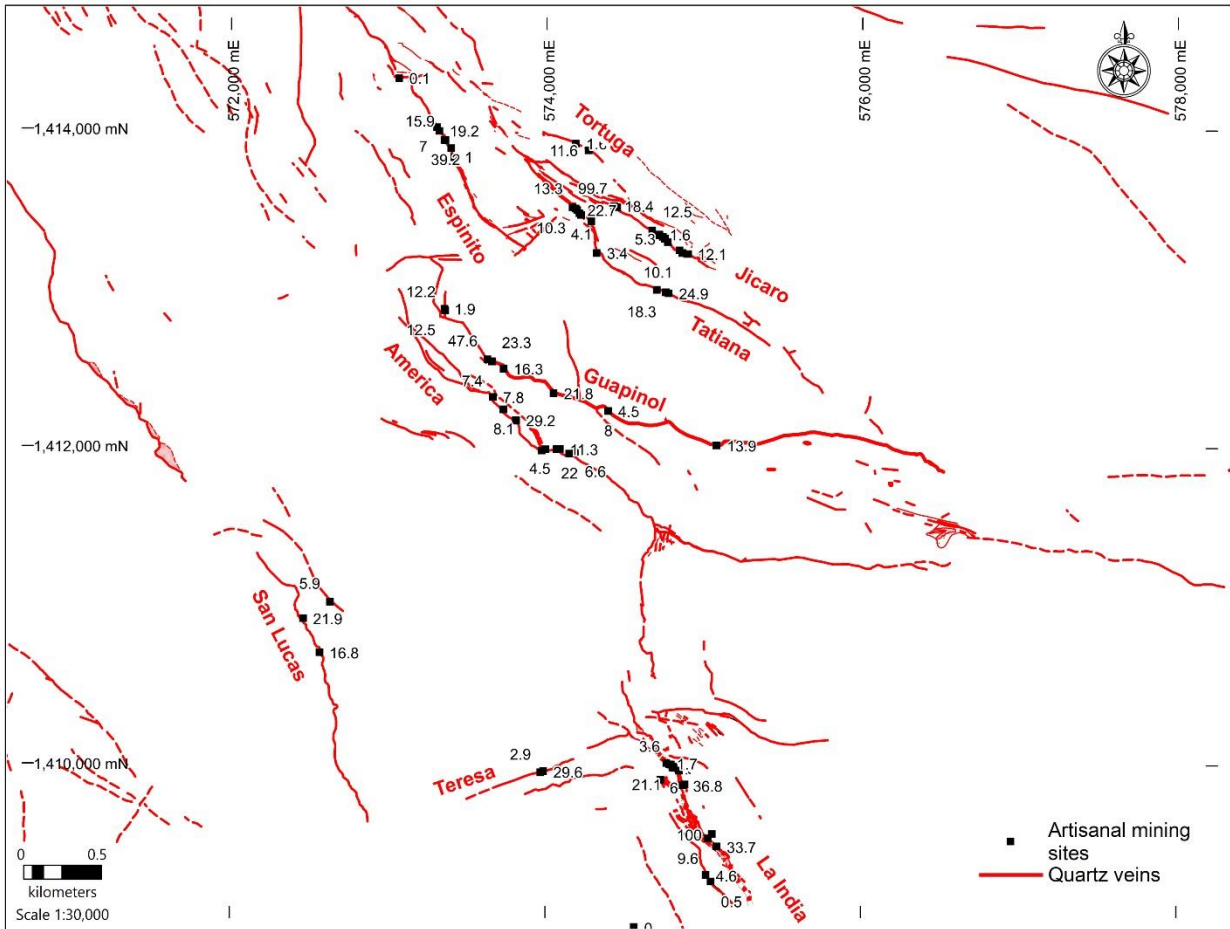 572,000 mE
574,000 mE
576,000 mE
578,000 mE
0.1
1,414,000 mN
15.9
19.2
7
39.2
1
Tortuga
11.6
Espinito
13.3
99.7
18.4
22.7
12.5
10.3
4.1
5.3
1.6
3.4
12.1
10.1
Jicaro
18.3
24.9
Tatiana
12.2
1.9
12.5
47.6
23.3
America
16.3
7.4
7.8
21.8
Guapinol
4.5
8
29.2
8.1
1,412,000 mN
13.9
4.5
11.3
22
6.6
5.9
San Lucas
21.9
16.8
1,410,000 mN
2.9
29.6
Teresa
3.6
1.7
21.1
6
36.8
100
33.7
9.6
4.6
0.5
La India
0 0.5
kilometers
Scale 1:30,000
Artisanal mining
sites
Quartz veins